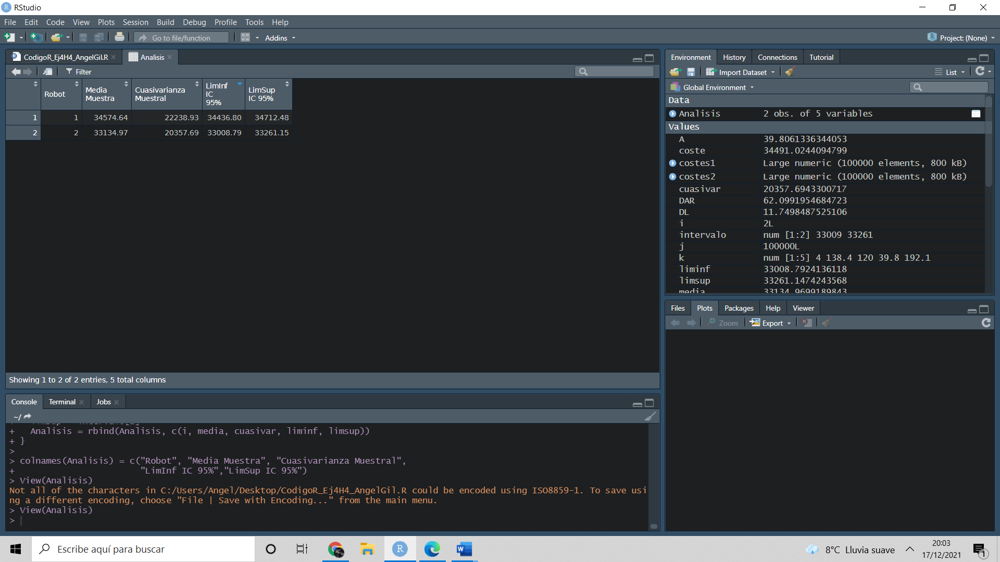 RStudio
File Edit Code View Plots Session Build Debug Profile Tools Help
Go to file/function Addins Project: (None)
CodigoR_Ej4H4_AngelGil.R Analisis
Filter
Robot Media Muestra Cuasivarianza Muestral LimInf IC 95% LimSup IC 95%
1 1 34574.64 22238.93 34436.80 34712.48
2 2 33134.97 20357.69 33008.79 33261.15
Showing 1 to 2 of 2 entries, 5 total columns
Console Terminal Jobs
~/
+ Analisis = rbind(Analisis, c(i, media, cuasivar, liminf, limsup))
+ }
>
> colnames(Analisis) = c("Robot", "Media Muestra", "Cuasivarianza Muestral",
+ "LimInf IC 95%","LimSup IC 95%")
> View(Analisis)
Not all of the characters in C:/Users/Angel/Desktop/CodigoR_Ej4H4_AngelGil.R could be encoded using ISO8859-1. To save usi
ng a different encoding, choose "File | Save with Encoding..." from the main menu.
> View(Analisis)
>
Environment History Connections Tutorial
Import Dataset List
Global Environment
Data
Analisis 2 obs. of 5 variables
Values
A 39.8061336344053
coste 34491.0244094799
costes1 Large numeric (100000 elements, 800 kB)
costes2 Large numeric (100000 elements, 800 kB)
cuasivar 20357.6943300717
DAR 62.0991954684723
DL 11.7498487525106
i 2L
intervalo num [1:2] 33009 33261
j 100000L
k num [1:5] 4 138.4 120 39.8 192.1
liminf 33008.7924136118
limsup 33261.1474243568
media 33134.9699189843
Files Plots Packages Help Viewer
Zoom Export
Escribe aquí para buscar
8°C Lluvia suave
20:03
17/12/2021
1